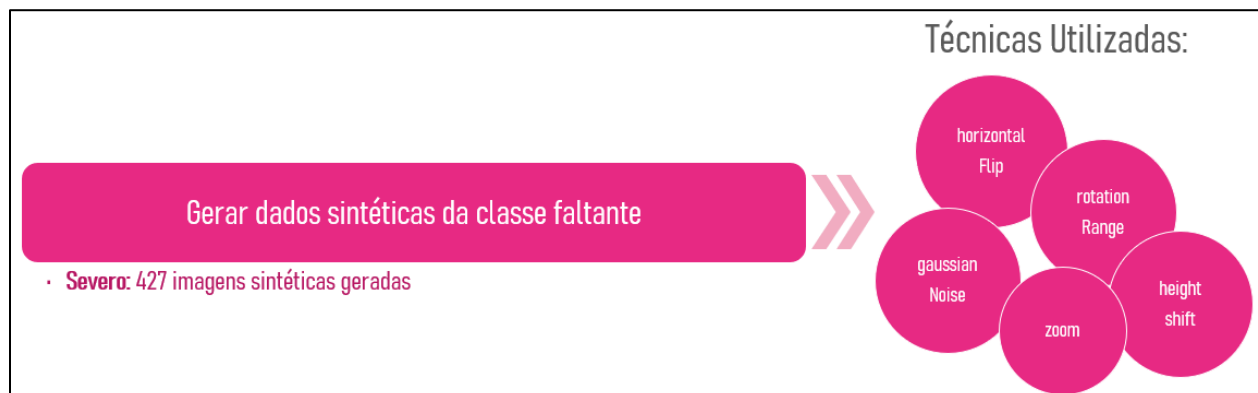 Técnicas Utilizadas:
Gerar dados sintéticas da classe faltante
· Severo: 427 imagens sintéticas geradas
horizontal
Flip
rotation
Range
gaussian
Noise
zoom
height
shift